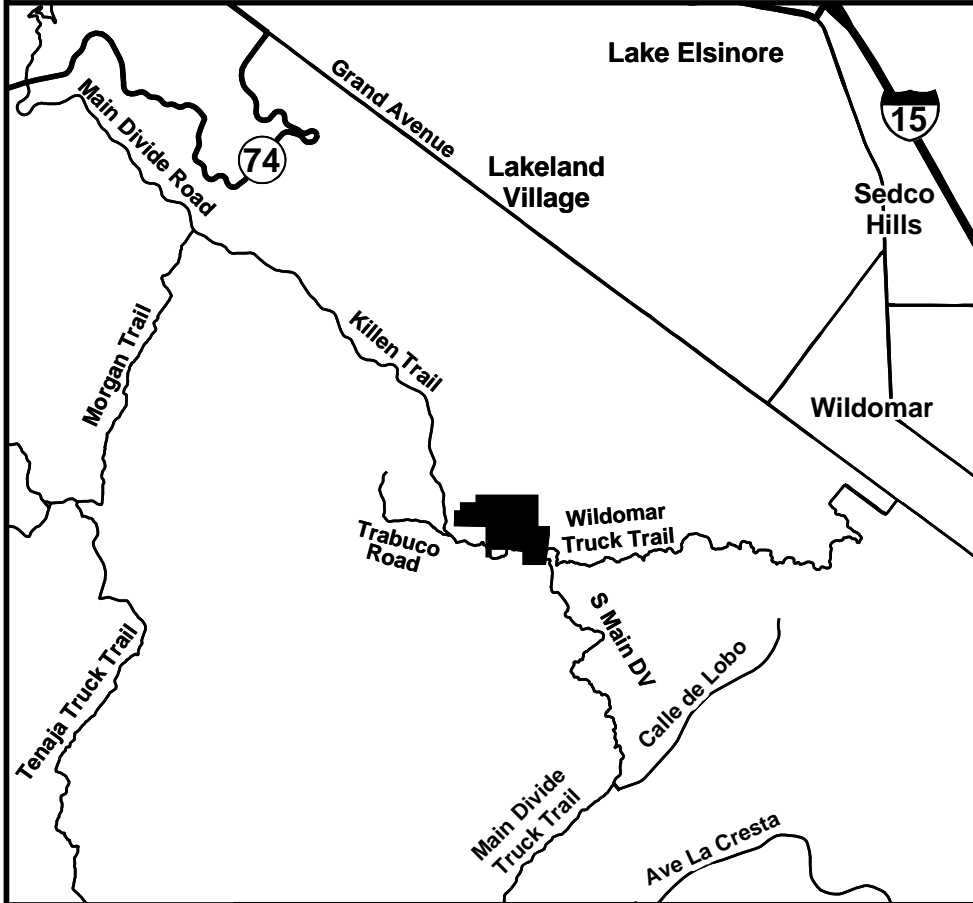 Lake Elsinore
Grand Avenue
15
Main Divide Road
74
Lakeland
Village
Sedco
Hills
Killen Trail
Morgan Trail
Wildomar
Wildomar
Truck Trail
Trabuco
Road
S Main DV
Tenaja Truck Trail
Calle de Lobo
Main Divide
Truck Trail
Ave La Cresta